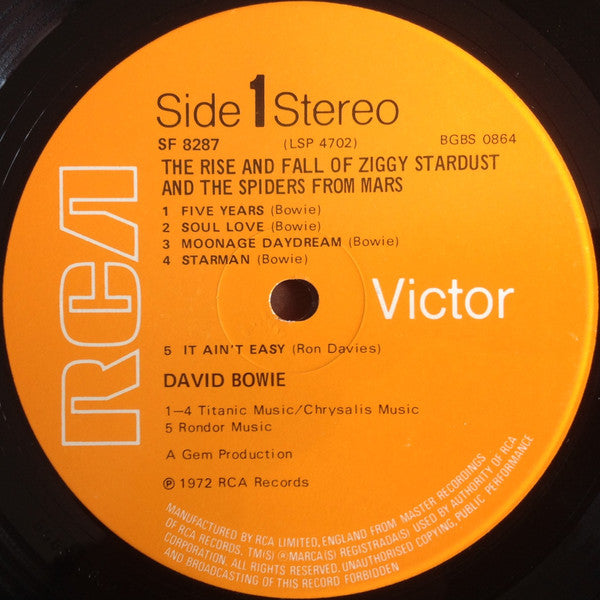 RCA
Side 1 Stereo
SF 8287 (LSP 4702) BGBS 0864
THE RISE AND FALL OF ZIGGY STARDUST
AND THE SPIDERS FROM MARS
1 FIVE YEARS (Bowie)
2 SOUL LOVE (Bowie)
3 MOONAGE DAYDREAM (Bowie)
4 STARMAN (Bowie)
Victor
5 IT AIN'T EASY (Ron Davies)
DAVID BOWIE
1—4 Titanic Music/Chrysalis Music
5 Rondor Music
A Gem Production
℗ 1972 RCA Records
MANUFACTURED BY RCA LIMITED, ENGLAND FROM MASTER RECORDINGS
OF RCA RECORDS, TM(S) ® MARCA(S) REGISTRADA(S) USED BY AUTHORITY OF RCA
CORPORATION. ALL RIGHTS RESERVED. UNAUTHORISED COPYING, PUBLIC PERFORMANCE,
AND BROADCASTING OF THIS RECORD FORBIDDEN